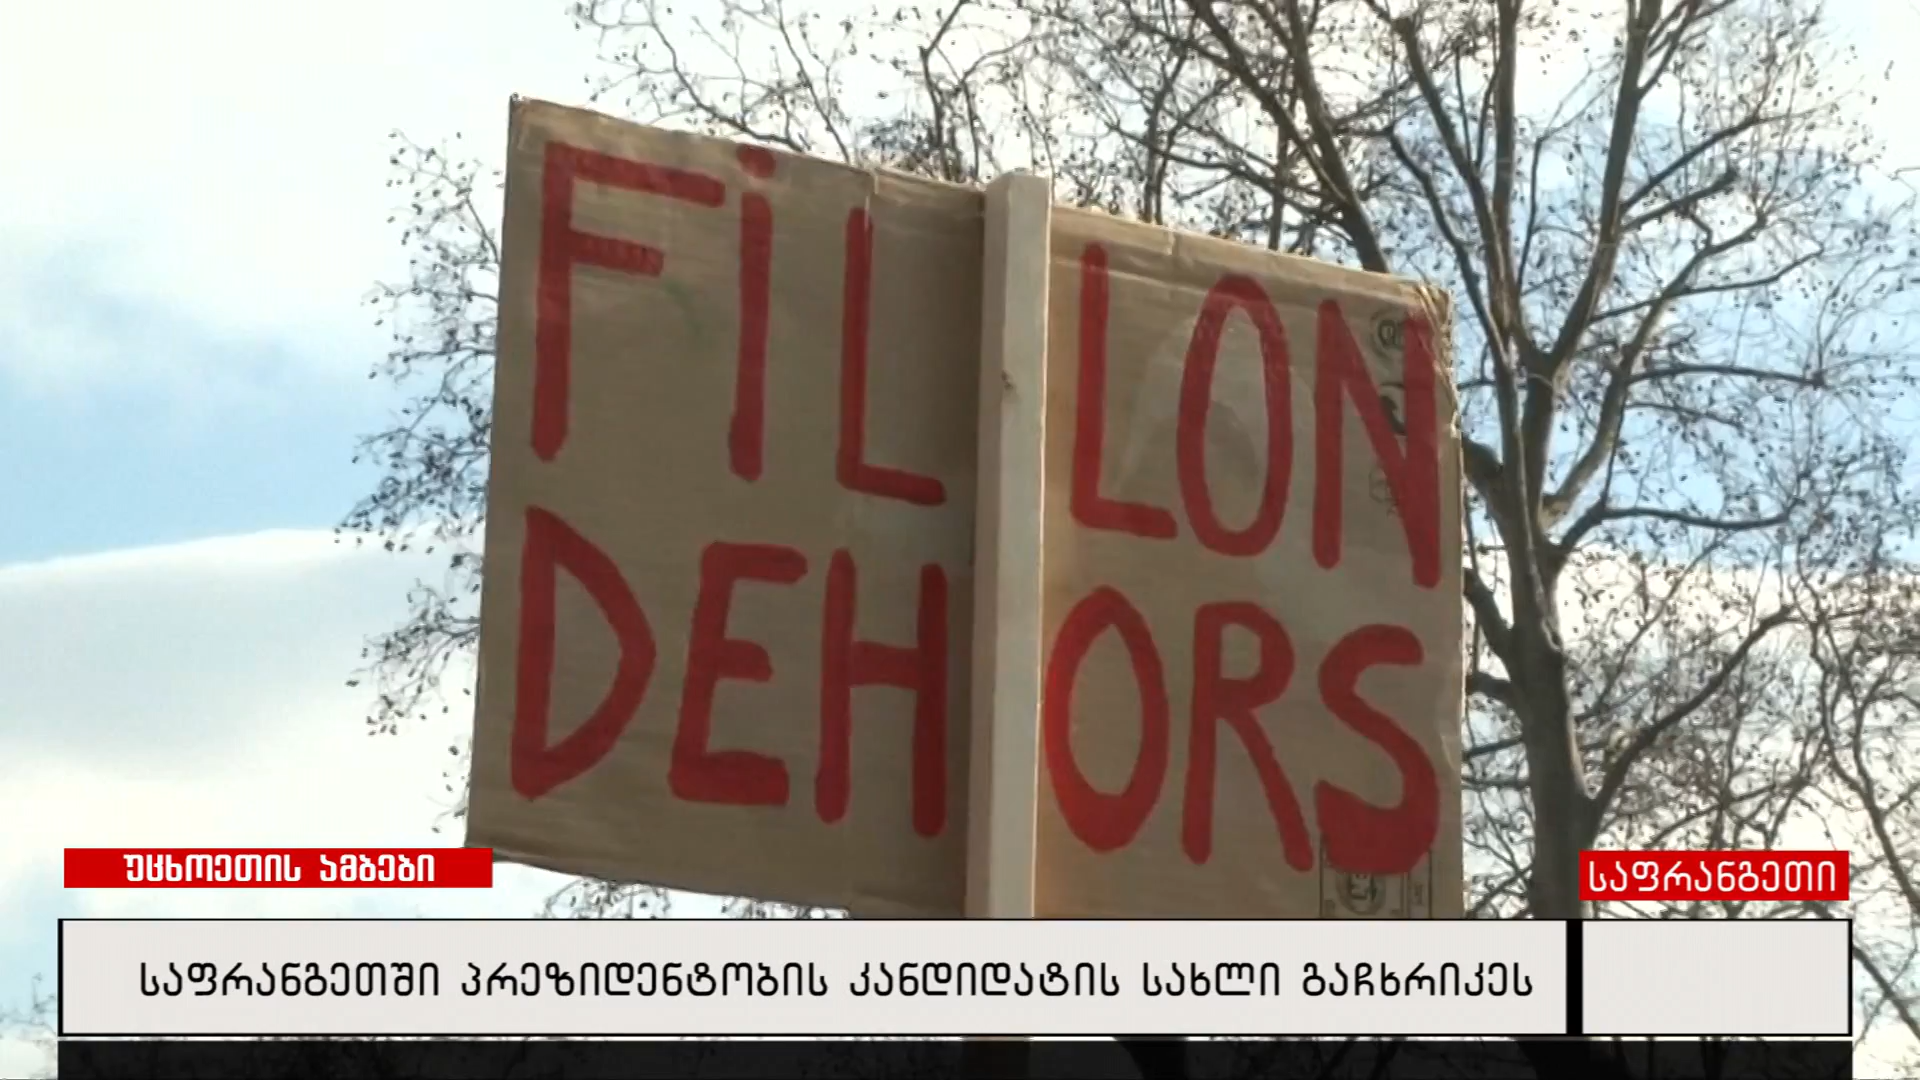 FiLLON
DEHORS
უცხოეთის ამბები
საფრანგეთი
საფრანგეთში პრეზიდენტობის კანდიდატის სახლი გაჩხრიკეს